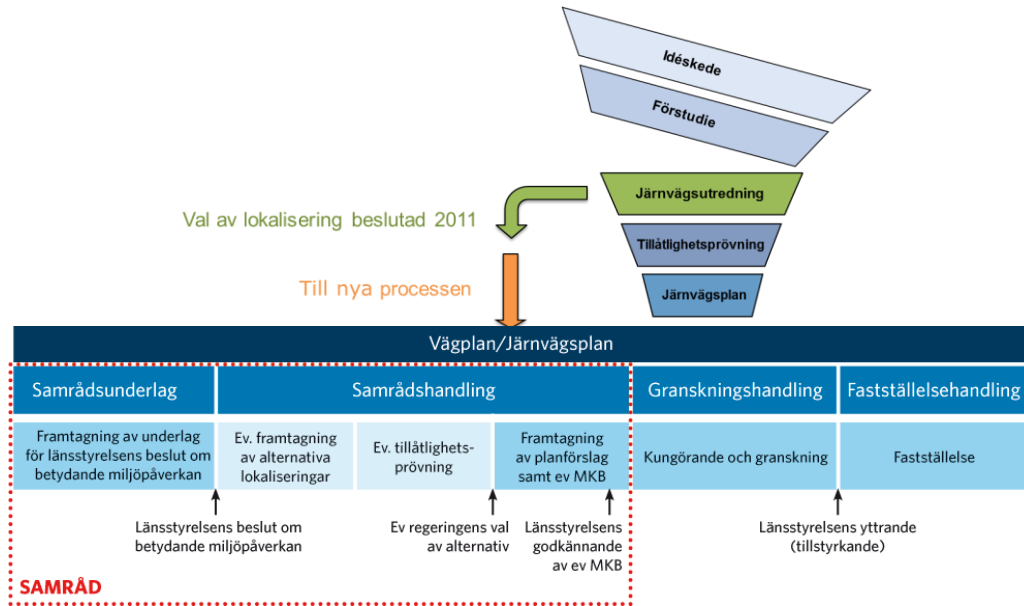 Idéskede
Förstudie
Järnvägsutredning
Val av lokalisering beslutad 2011
Tillåtlighetsprövning
Till nya processen
Järnvägsplan
Vägplan/Järnvägsplan
Samrådsunderlag
Samrådshandling
Granskningshandling
Fastställelsehandling
Framtagning av underlag
för länsstyrelsens beslut om
betydande miljöpåverkan
Ev. framtagning
av alternativa
lokaliseringar
Ev. tillåtlighets-
prövning
Framtagning
av planförslag
samt ev MKB
Kungörande och granskning
Fastställelse
Länsstyrelsens beslut om
betydande miljöpåverkan
Ev regeringens val
av alternativ
Länsstyrelsens
godkännande
av ev MKB
Länsstyrelsens yttrande
(tillstyrkande)
SAMRÅD